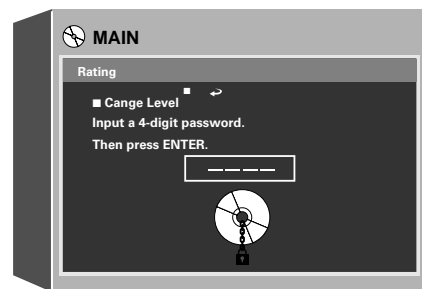 MAIN
Rating
■ ↵
■ Cange Level
Input a 4-digit password.
Then press ENTER.
— — — —